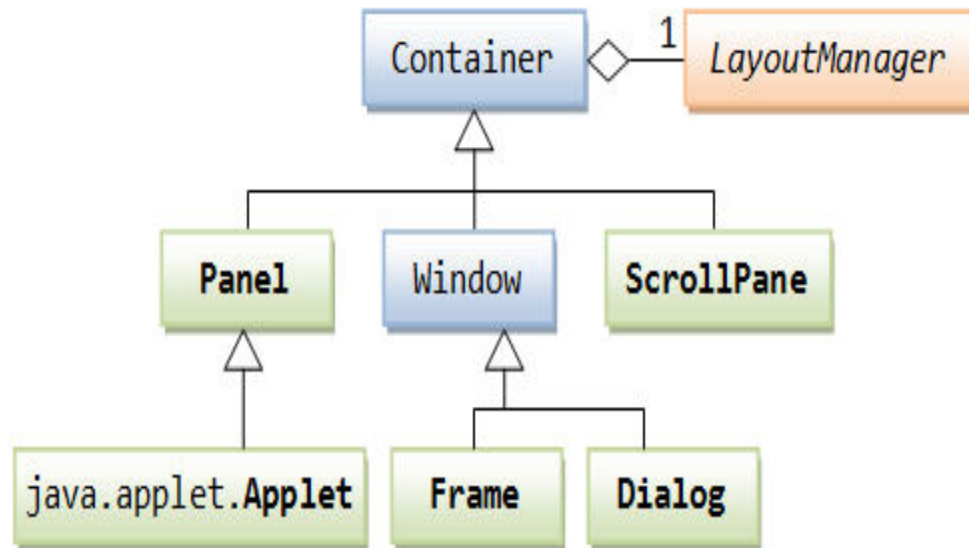 Container
1
LayoutManager
Panel
Window
ScrollPane
java.applet.Applet
Frame
Dialog